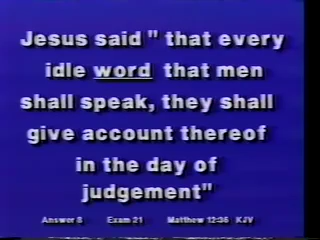 Jesus said " that every
idle word that men
shall speak, they shall
give account thereof
in the day of
judgement"
Answer 8 Exam 21 Matthew 12:36 KJV